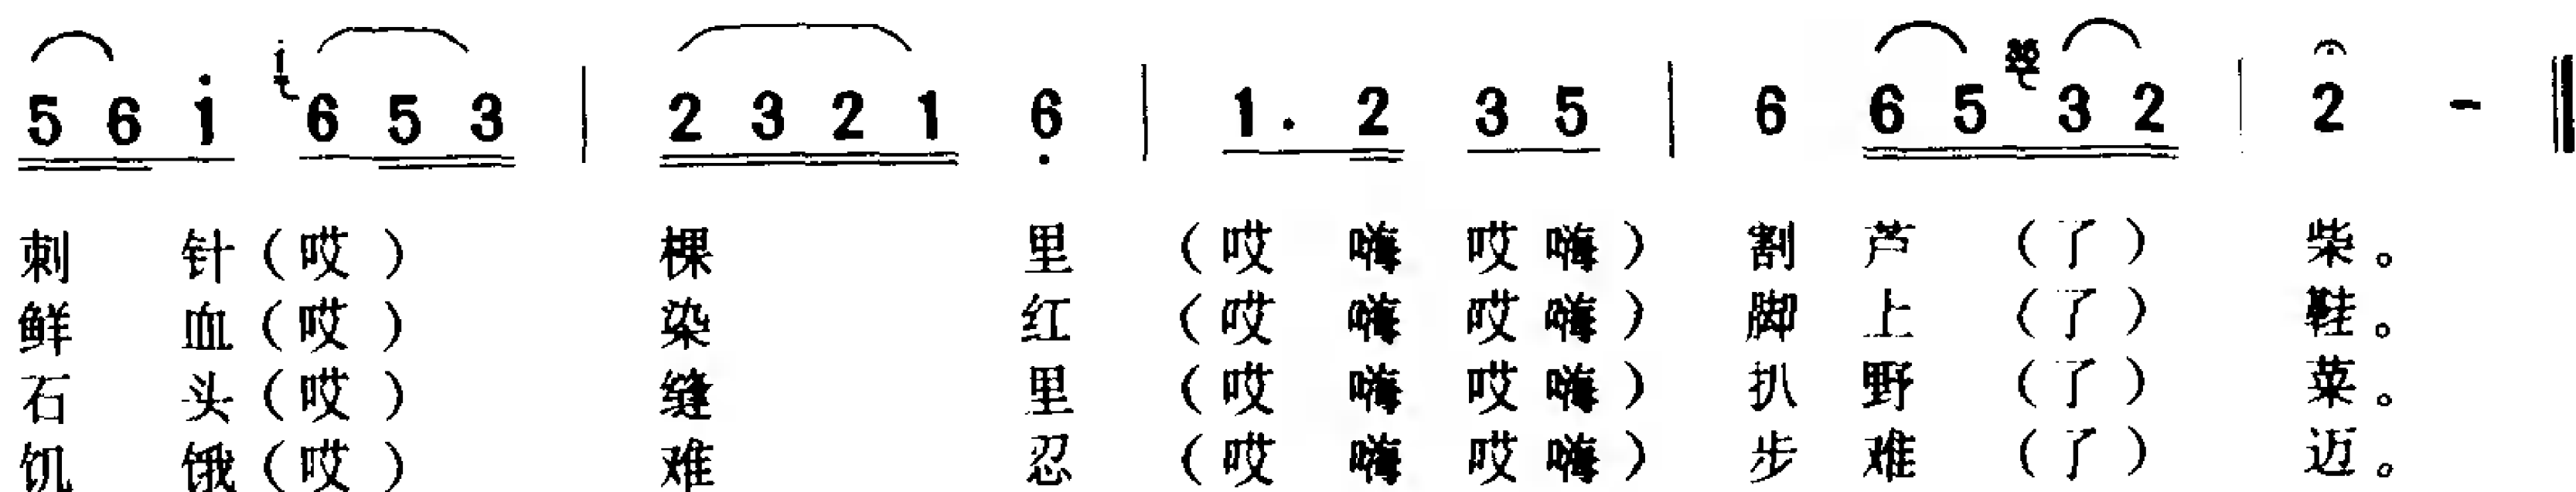 5 6 i 6 5 3 | 2 3 2 1 6 | 1. 2 3 5 | 6 6 5 3 2 | 2 - ‖
刺 针（哎） 棵 里 （哎 嗨 哎 嗨） 割 芦 （了） 柴。
鲜 血（哎） 染 红 （哎 嗨 哎 嗨） 脚 上 （了） 鞋。
石 头（哎） 缝 里 （哎 嗨 哎 嗨） 扒 野 （了） 菜。
饥 饿（哎） 难 忍 （哎 嗨 哎 嗨） 步 难 （了） 迈。